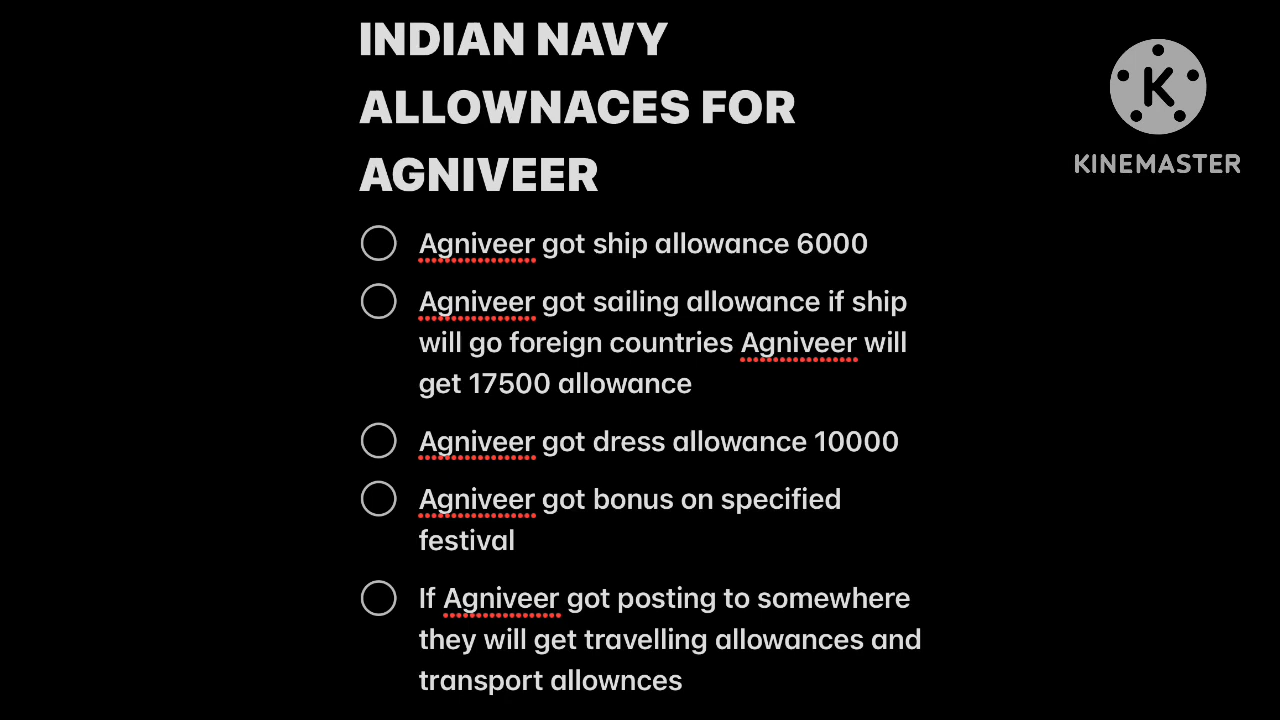 INDIAN NAVY
ALLOWNACES FOR
AGNIVEER
K
KINEMASTER
Agniveer got ship allowance 6000
Agniveer got sailing allowance if ship
will go foreign countries Agniveer will
get 17500 allowance
Agniveer got dress allowance 10000
Agniveer got bonus on specified
festival
If Agniveer got posting to somewhere
they will get travelling allowances and
transport allownces